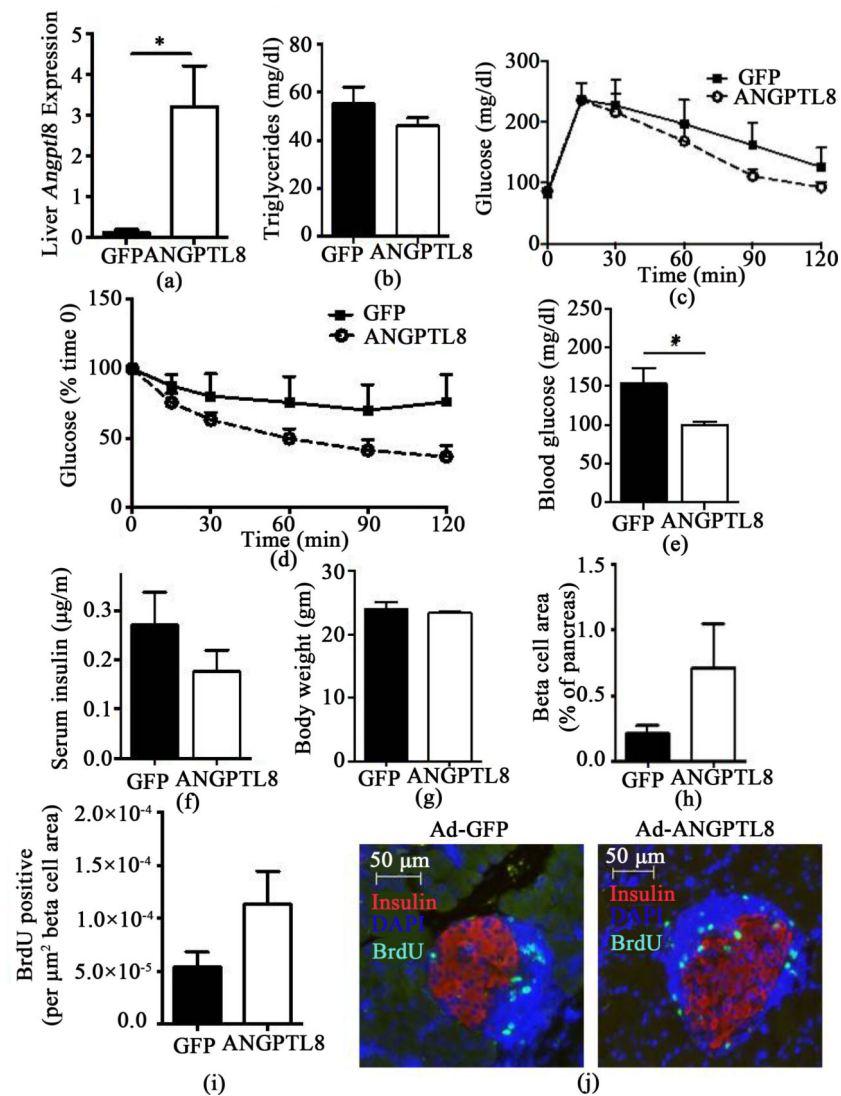 Liver Angptl8 Expression
5
4
3
2
1
0
*
GFP ANGPTL8
(a)
Triglycerides (mg/dl)
80
60
40
20
0
GFP ANGPTL8
(b)
Glucose (mg/dl)
300
200
100
0
GFP
ANGPTL8
0 30 60 90 120
Time (min)
(c)
Glucose (% time 0)
150
100
50
0
GFP
ANGPTL8
0 30 60 90 120
Time (min)
(d)
Blood glucose (mg/dl)
200
150
100
50
0
*
GFP ANGPTL8
(e)
Serum insulin (μg/m)
0.3
0.2
0.1
0.0
GFP ANGPTL8
(f)
Body weight (gm)
30
20
10
0
GFP ANGPTL8
(g)
Beta cell area
(% of pancreas)
1.5
1.0
0.5
0.0
GFP ANGPTL8
(h)
BrdU positive
(per μm² beta cell area)
2.0×10⁻⁴
1.5×10⁻⁴
1.0×10⁻⁴
5.0×10⁻⁵
0.0
GFP ANGPTL8
(i)
Ad-GFP
50 μm
Insulin
DAPI
BrdU
Ad-ANGPTL8
50 μm
Insulin
DAPI
BrdU
(j)